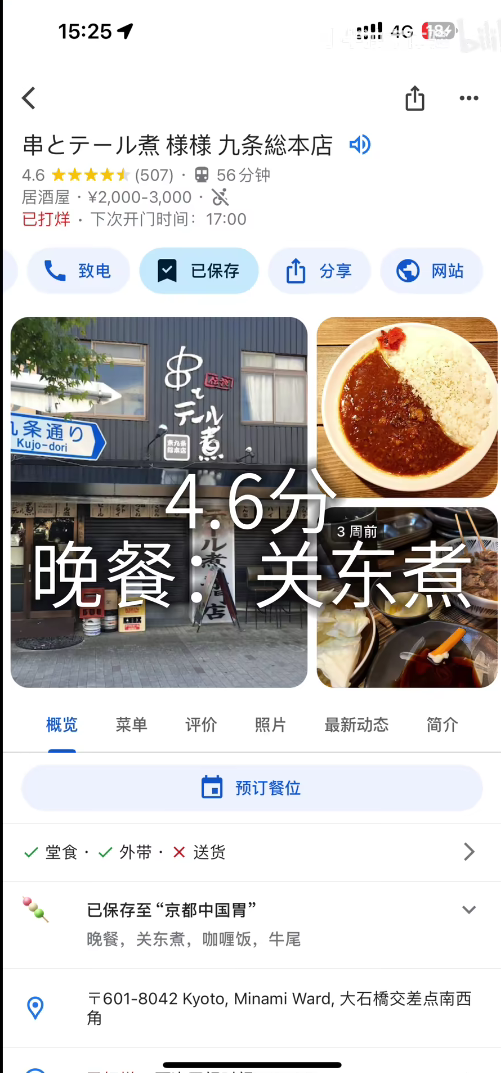 15:25
4G
18
bili
串とテール煮 様様 九条総本店
4.6 (507) · 56分钟
居酒屋 · ¥2,000-3,000 ·
已打烊 · 下次开门时间：17:00
致电
已保存
分享
网站
串と
テール
煮
九条通り
Kujo-dori
3 周前
4.6分
晚餐：关东煮
概览
菜单
评价
照片
最新动态
简介
预订餐位
堂食 · 外带 · 送货
已保存至 “京都中国胃”
晚餐，关东煮，咖喱饭，牛尾
〒601-8042 Kyoto, Minami Ward, 大石橋交差点南西
角